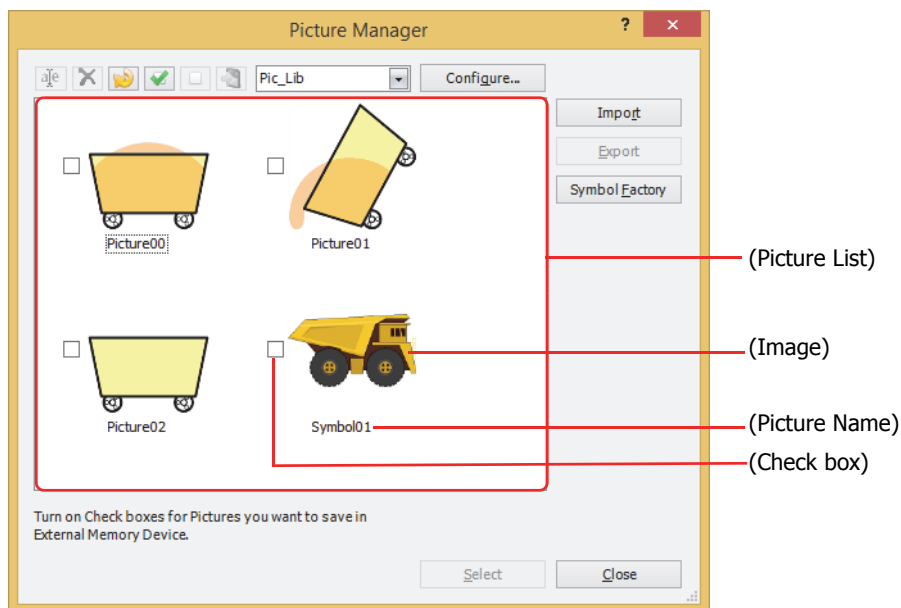 Picture Manager
?
×
Pic_Lib
Configure...
Import
Export
Symbol Factory
Picture00
Picture01
(Picture List)
(Image)
Picture02
Symbol01
(Picture Name)
(Check box)
Turn on Check boxes for Pictures you want to save in
External Memory Device.
Select
Close